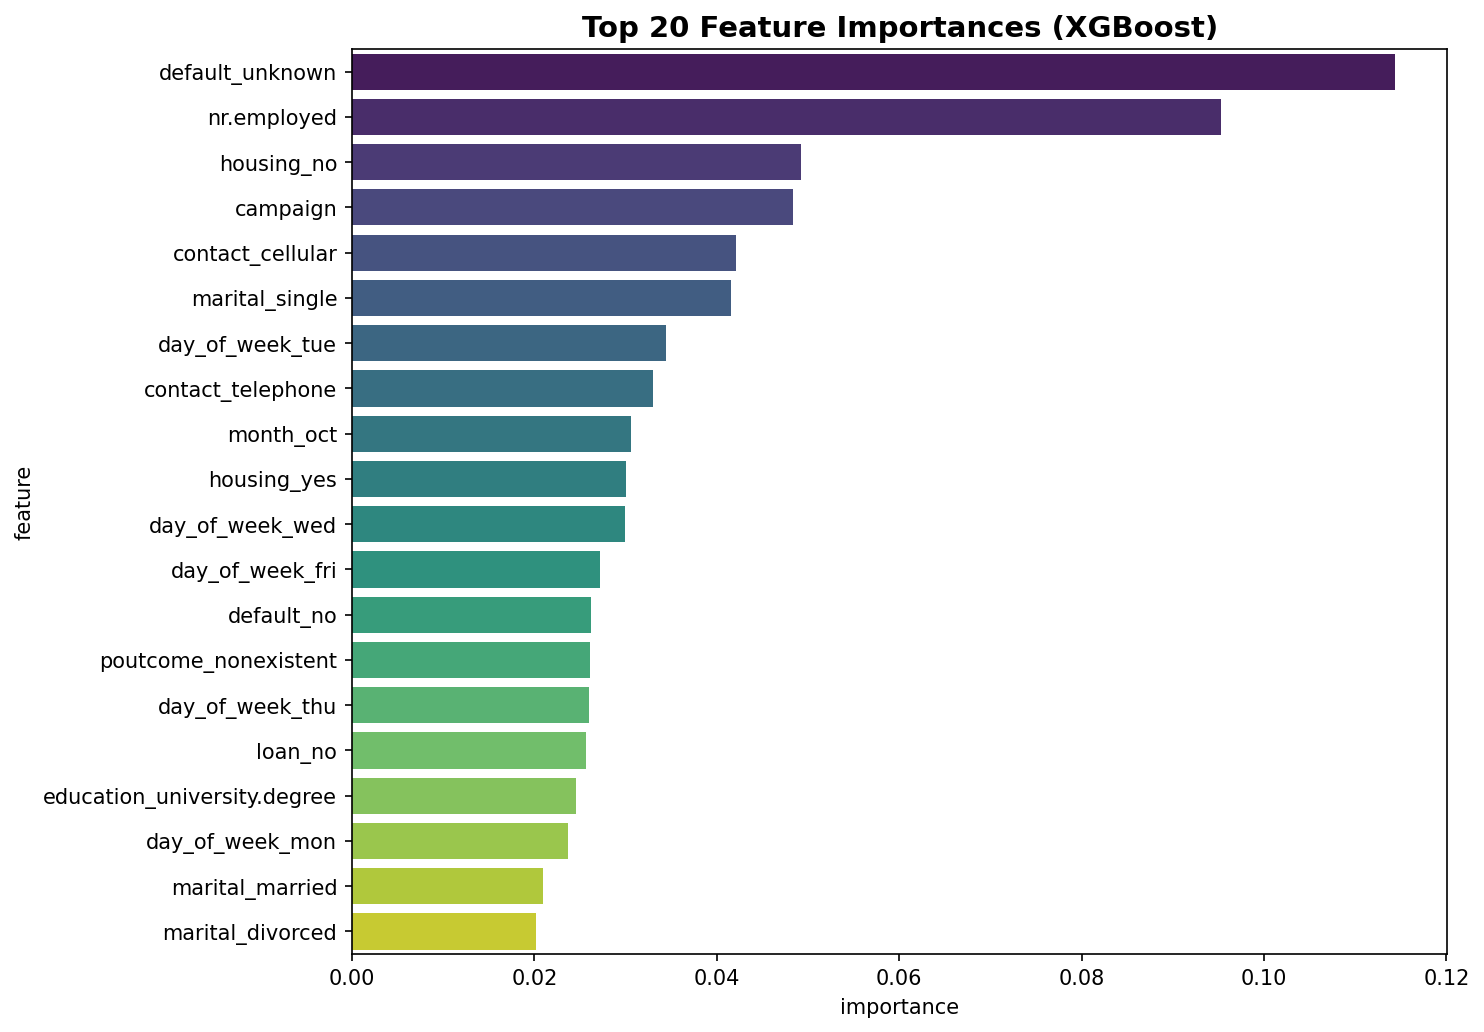 Top 20 Feature Importances (XGBoost)
default_unknown
nr.employed
housing_no
campaign
contact_cellular
marital_single
day_of_week_tue
contact_telephone
month_oct
housing_yes
day_of_week_wed
day_of_week_fri
default_no
poutcome_nonexistent
day_of_week_thu
loan_no
education_university.degree
day_of_week_mon
marital_married
marital_divorced
feature
0.00 0.02 0.04 0.06 0.08 0.10 0.12
importance